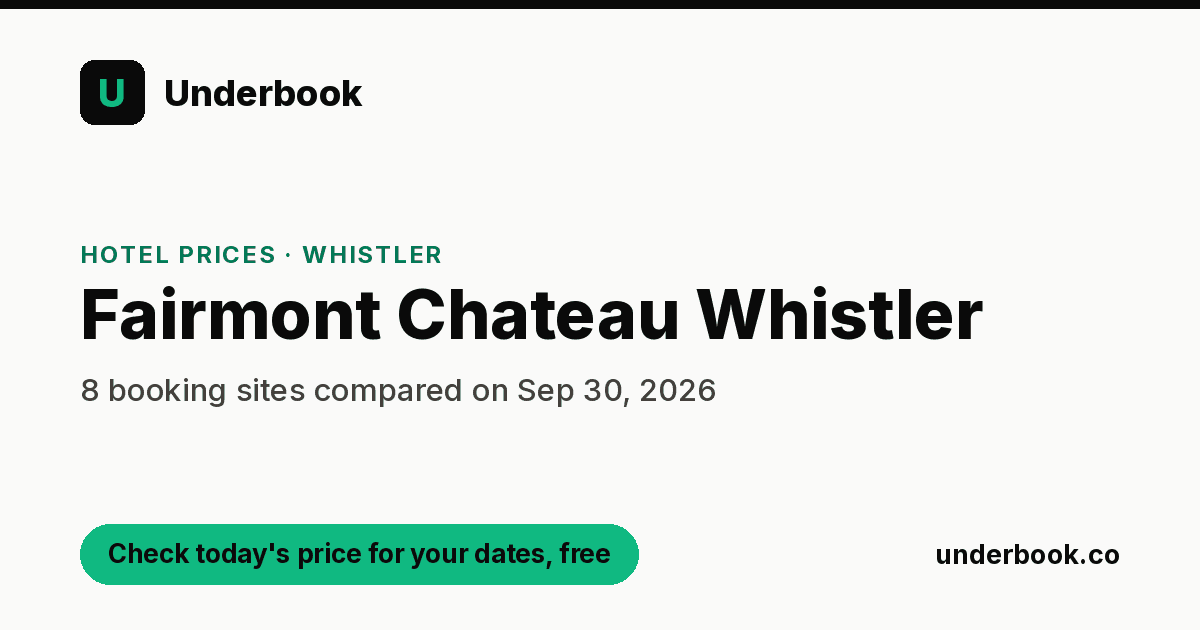 U Underbook
HOTEL PRICES · WHISTLER
Fairmont Chateau Whistler
8 booking sites compared on Sep 30, 2026
Check today's price for your dates, free
underbook.co